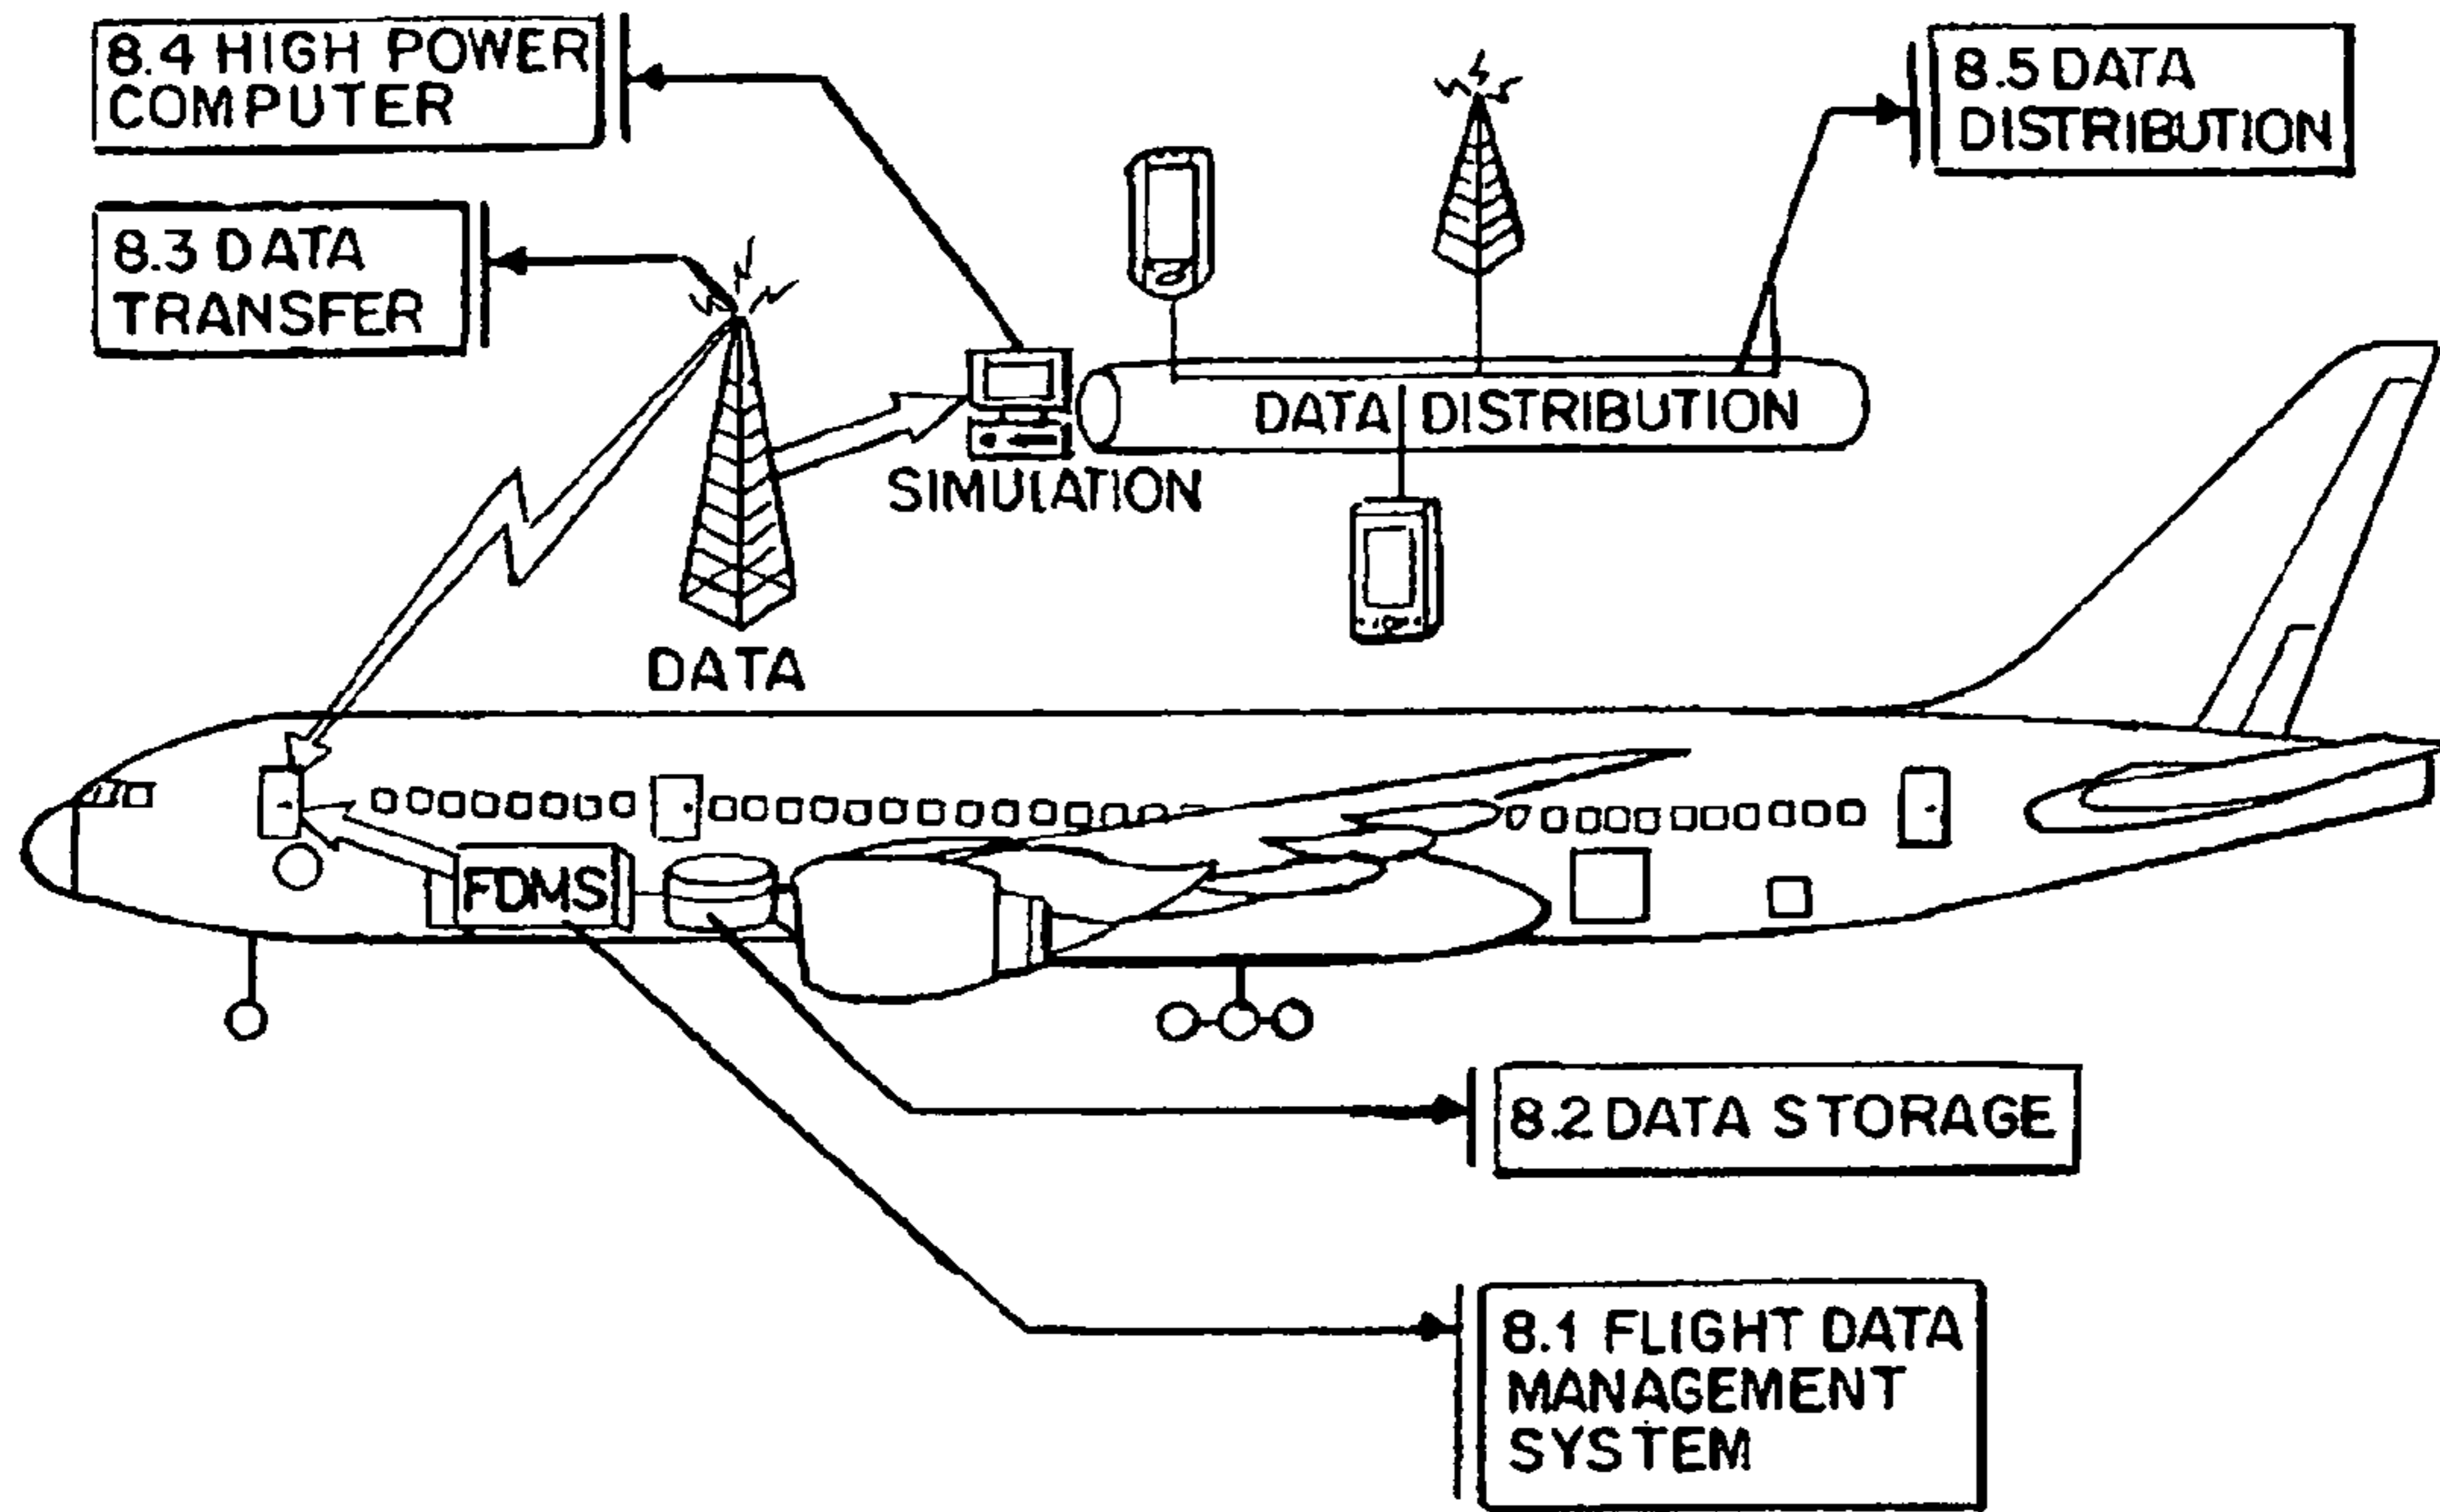 8.4 HIGH POWER
COMPUTER
8.5 DATA
DISTRIBUTION
8.3 DATA
TRANSFER
DATA DISTRIBUTION
SIMULATION
DATA
FDMS
8.2 DATA STORAGE
8.1 FLIGHT DATA
MANAGEMENT
SYSTEM